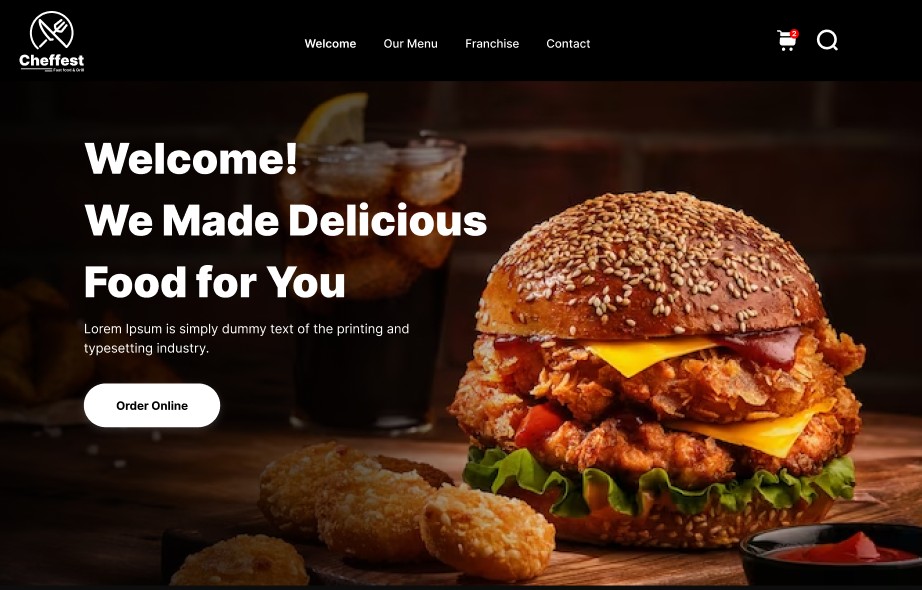 Cheffest
Fast food & Grill
Welcome
Our Menu
Franchise
Contact
2
Welcome!
We Made Delicious
Food for You
Lorem Ipsum is simply dummy text of the printing and
typesetting industry.
Order Online